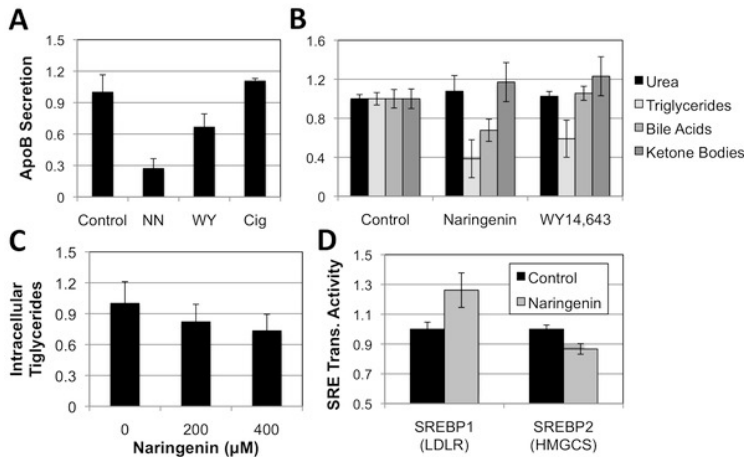 A
ApoB Secretion
1.5
1.2
0.9
0.6
0.3
0
Control NN WY Cig
B
1.6
1.2
0.8
0.4
0
Control Naringenin WY14,643
Urea
Triglycerides
Bile Acids
Ketone Bodies
C
Intracellular
Tiglycerides
1.5
1.2
0.9
0.6
0.3
0
0 200 400
Naringenin (µM)
D
SRE Trans. Activity
1.5
1.3
1.1
0.9
0.7
0.5
Control
Naringenin
SREBP1 SREBP2
(LDLR) (HMGCS)